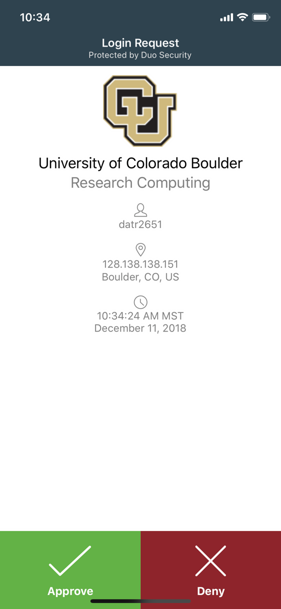 10:34
Login Request
Protected by Duo Security
CU
University of Colorado Boulder
Research Computing
datr2651
128.138.138.151
Boulder, CO, US
10:34:24 AM MST
December 11, 2018
Approve
Deny